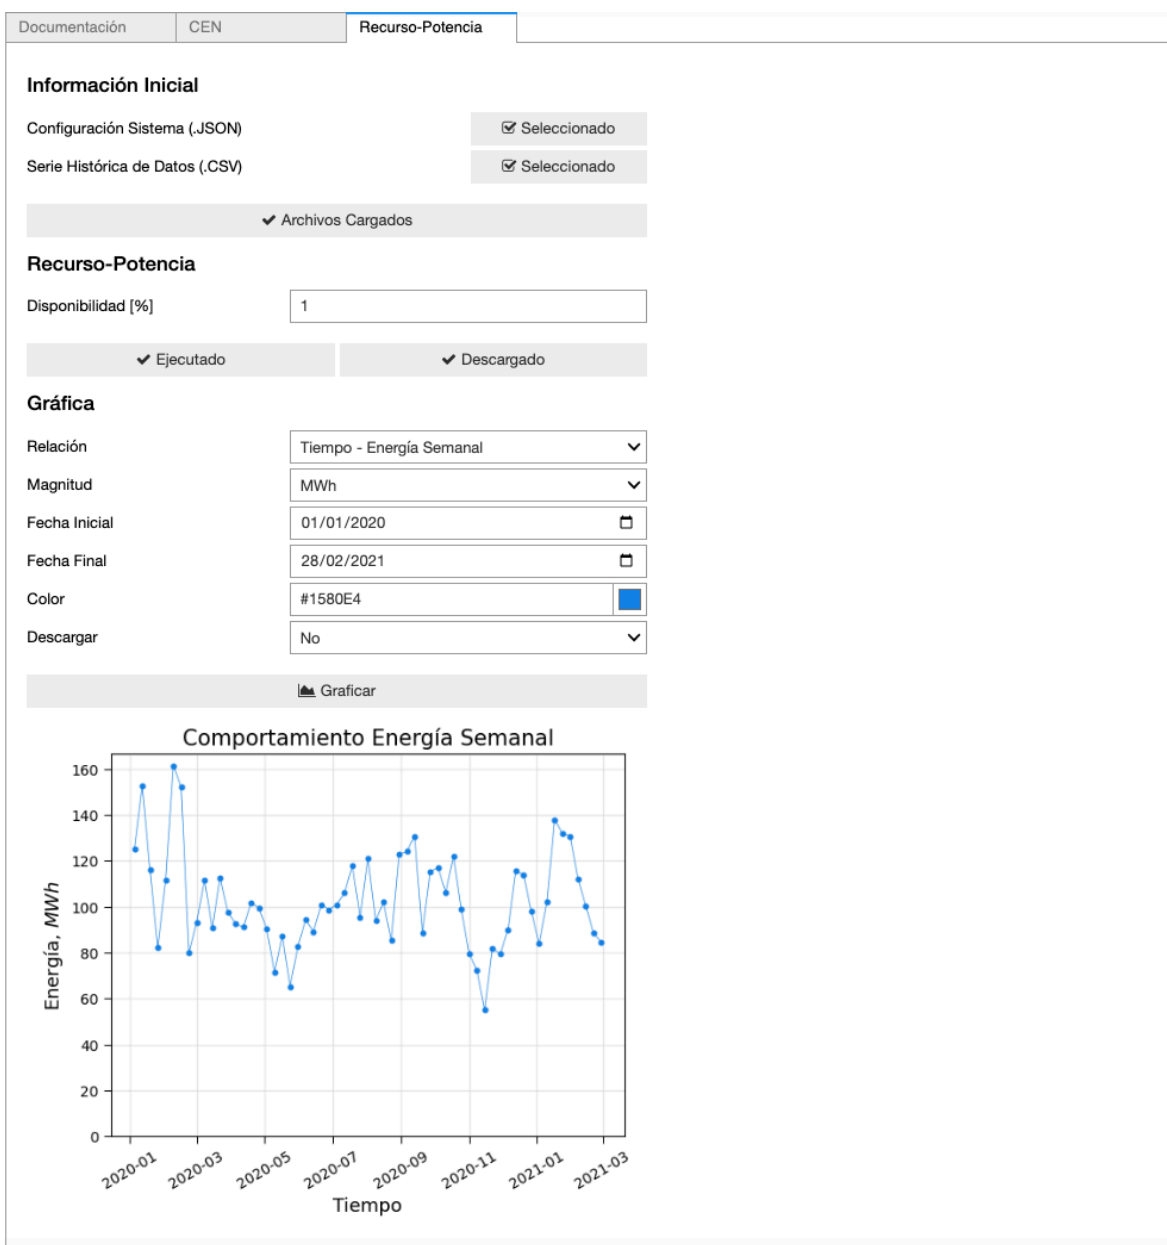 Documentación CEN Recurso-Potencia
Información Inicial
Configuración Sistema (.JSON) Seleccionado
Serie Histórica de Datos (.CSV) Seleccionado
Archivos Cargados
Recurso-Potencia
Disponibilidad [%] 1
Ejecutado Descargado
Gráfica
Relación Tiempo - Energía Semanal
Magnitud MWh
Fecha Inicial 01/01/2020
Fecha Final 28/02/2021
Color #1580E4
Descargar No
Graficar
Comportamiento Energía Semanal
160
140
120
100
80
60
40
20
0
Energía, MWh
2020-01 2020-03 2020-05 2020-07 2020-09 2020-11 2021-01 2021-03
Tiempo